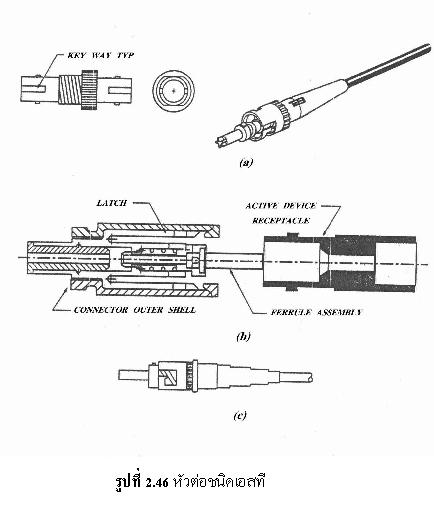 KEY WAY TYP
(a)
LATCH
ACTIVE DEVICE
RECEPTACLE
CONNECTOR OUTER SHELL
FERRULE ASSEMBLY
(b)
(c)
รูปที่ 2.46 หัวต่อชนิดเอสที